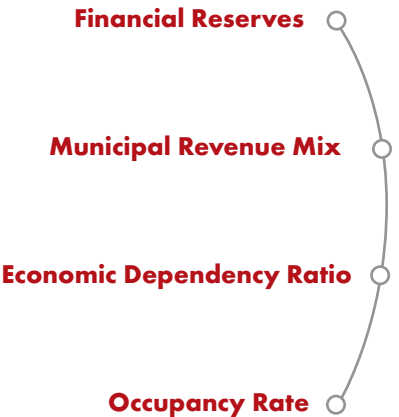 Financial Reserves
Municipal Revenue Mix
Economic Dependency Ratio
Occupancy Rate